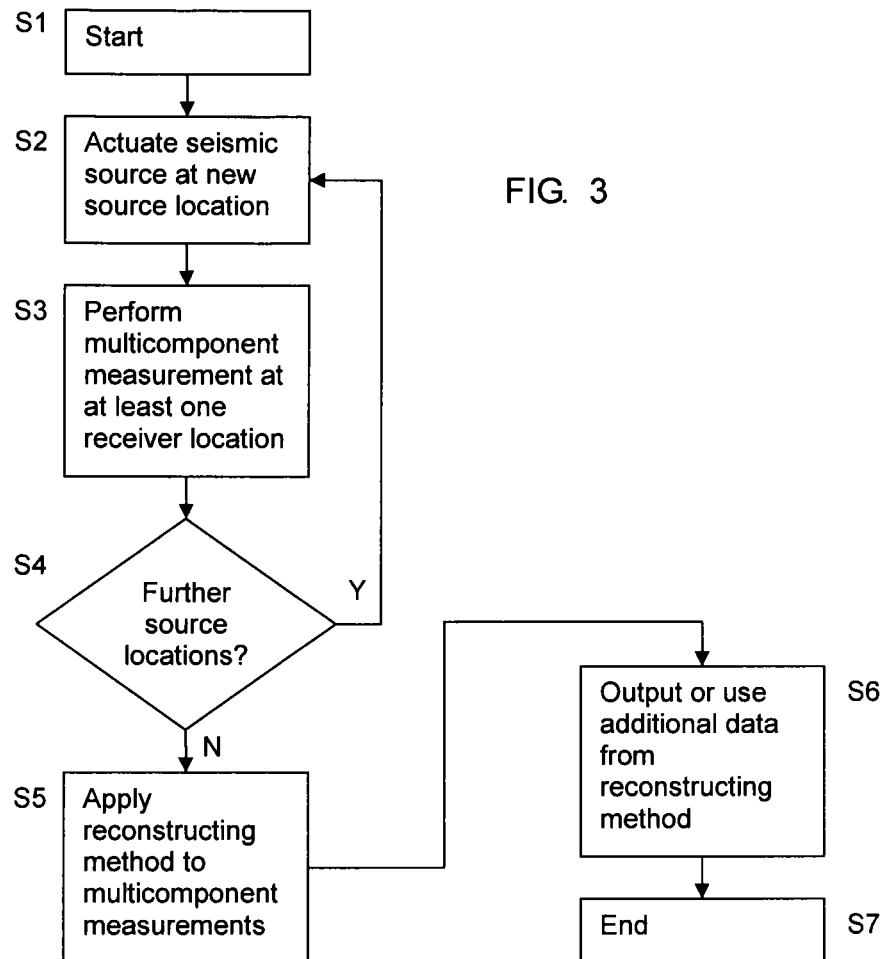 S1
Start
S2
Actuate seismic
source at new
source location
FIG. 3
S3
Perform
multicomponent
measurement at
at least one
receiver location
S4
Further
source
locations?
Y
N
S5
Apply
reconstructing
method to
multicomponent
measurements
Output or use
additional data
from
reconstructing
method
S6
End
S7